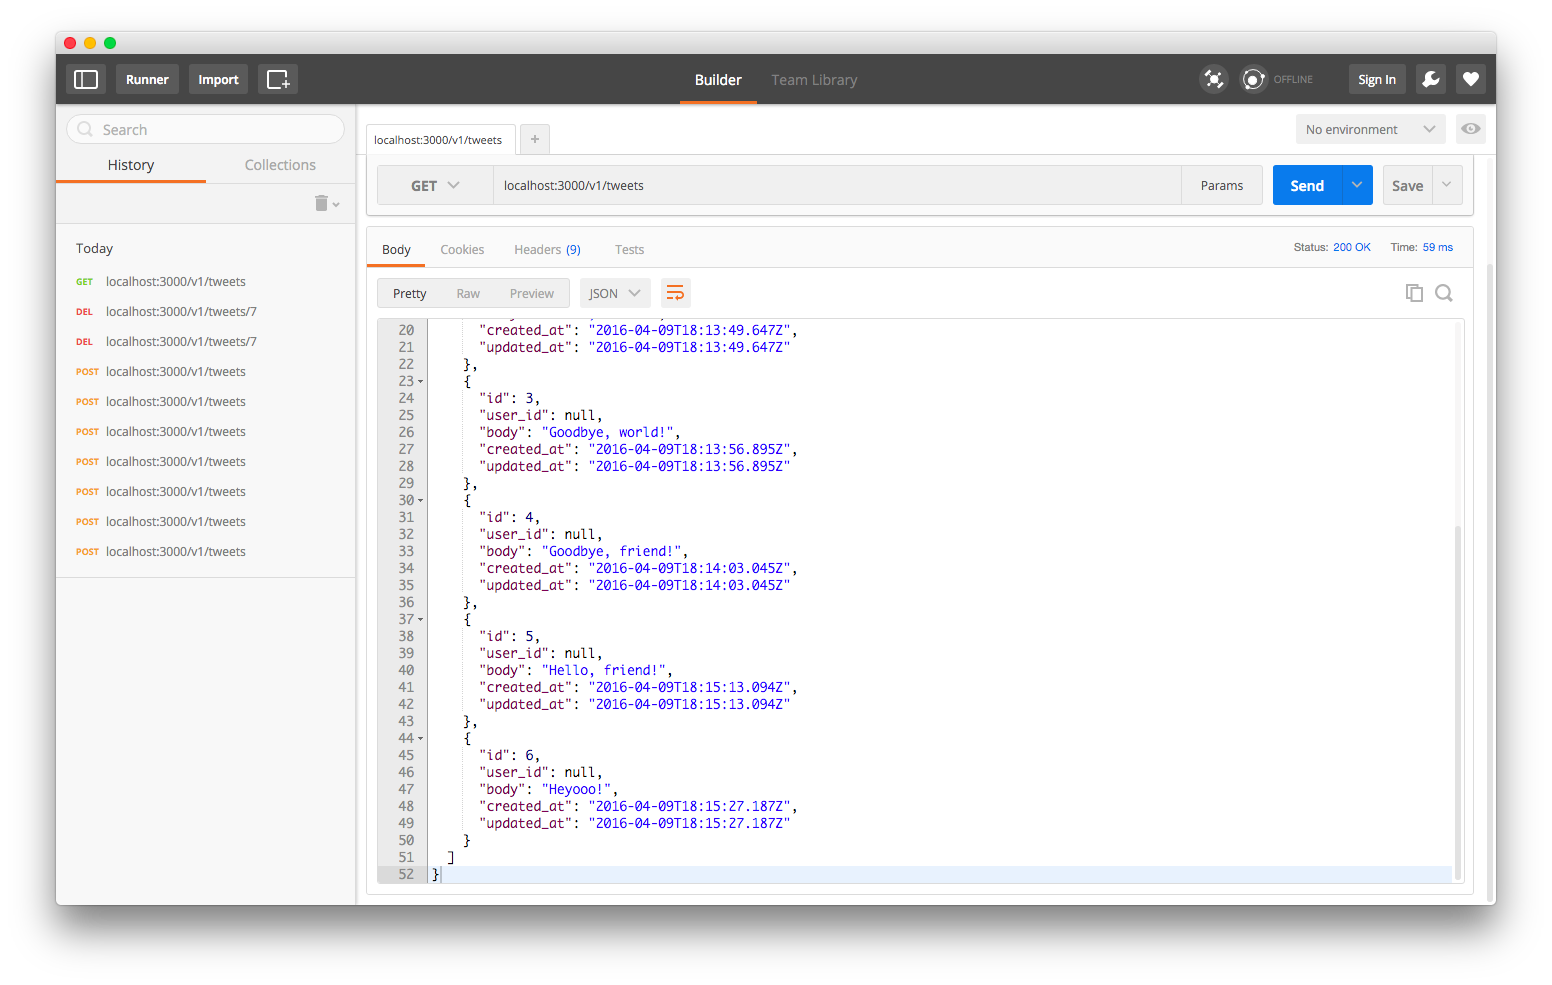 Runner
Import
Builder
Team Library
OFFLINE
Sign In
Search
History
Collections
Today
GET localhost:3000/v1/tweets
DEL localhost:3000/v1/tweets/7
DEL localhost:3000/v1/tweets/7
POST localhost:3000/v1/tweets
POST localhost:3000/v1/tweets
POST localhost:3000/v1/tweets
POST localhost:3000/v1/tweets
POST localhost:3000/v1/tweets
POST localhost:3000/v1/tweets
POST localhost:3000/v1/tweets
localhost:3000/v1/tweets
+
No environment
GET
localhost:3000/v1/tweets
Params
Send
Save
Body
Cookies
Headers (9)
Tests
Status: 200 OK
Time: 59 ms
Pretty
Raw
Preview
JSON
20 "created_at": "2016-04-09T18:13:49.647Z",
21 "updated_at": "2016-04-09T18:13:49.647Z"
22 },
23 {
24 "id": 3,
25 "user_id": null,
26 "body": "Goodbye, world!",
27 "created_at": "2016-04-09T18:13:56.895Z",
28 "updated_at": "2016-04-09T18:13:56.895Z"
29 },
30 {
31 "id": 4,
32 "user_id": null,
33 "body": "Goodbye, friend!",
34 "created_at": "2016-04-09T18:14:03.045Z",
35 "updated_at": "2016-04-09T18:14:03.045Z"
36 },
37 {
38 "id": 5,
39 "user_id": null,
40 "body": "Hello, friend!",
41 "created_at": "2016-04-09T18:15:13.094Z",
42 "updated_at": "2016-04-09T18:15:13.094Z"
43 },
44 {
45 "id": 6,
46 "user_id": null,
47 "body": "Heyooo!",
48 "created_at": "2016-04-09T18:15:27.187Z",
49 "updated_at": "2016-04-09T18:15:27.187Z"
50 }
51 ]
52 }